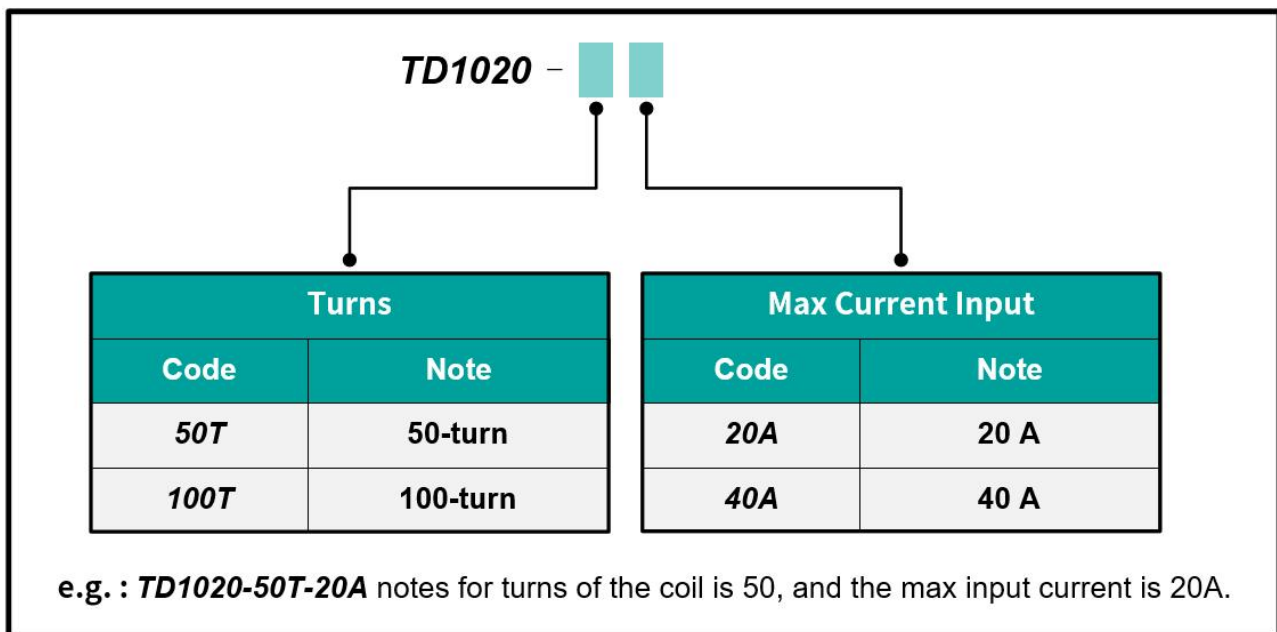 TD1020 –
Turns
Code Note
50T 50-turn
100T 100-turn
Max Current Input
Code Note
20A 20 A
40A 40 A
e.g. : TD1020-50T-20A notes for turns of the coil is 50, and the max input current is 20A.